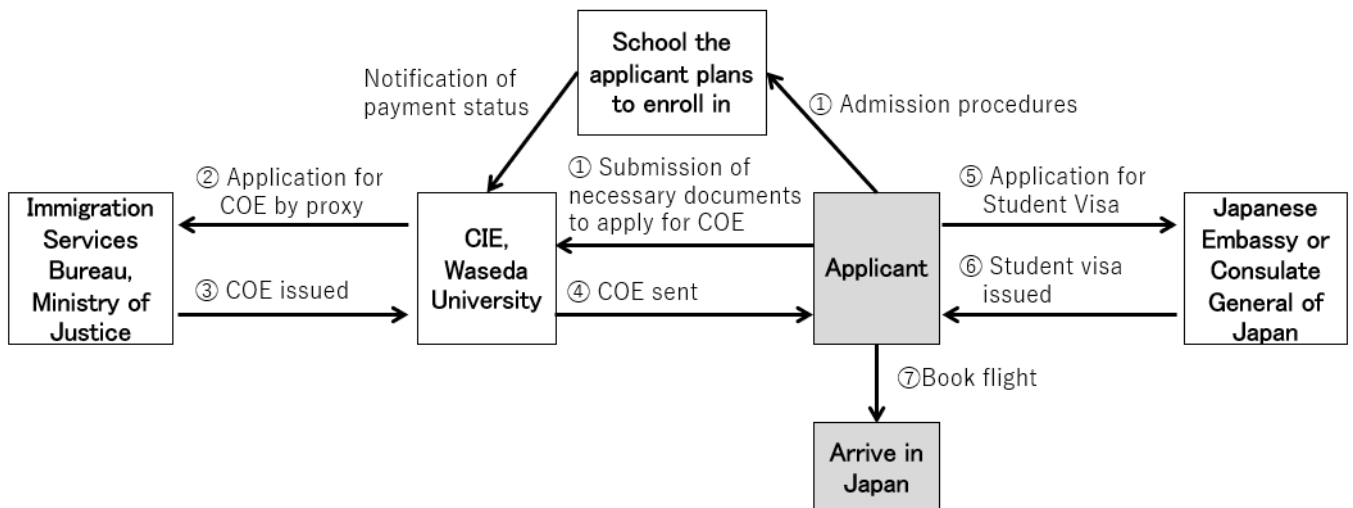 School the
applicant plans
to enroll in
Notification of
payment status
① Admission procedures
② Application for
COE by proxy
① Submission of
necessary documents
to apply for COE
⑤ Application for
Student Visa
Immigration
Services
Bureau,
Ministry of
Justice
CIE,
Waseda
University
Applicant
Japanese
Embassy or
Consulate
General of
Japan
③ COE issued
④ COE sent
⑥ Student visa
issued
⑦Book flight
Arrive in
Japan